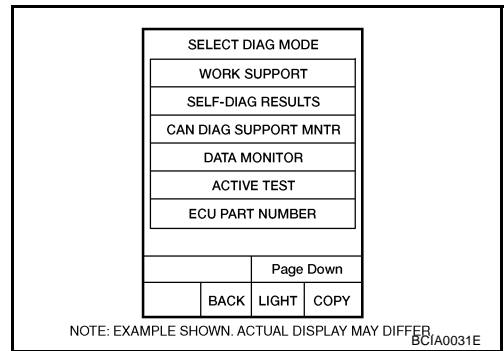 SELECT DIAG MODE
WORK SUPPORT
SELF-DIAG RESULTS
CAN DIAG SUPPORT MNTR
DATA MONITOR
ACTIVE TEST
ECU PART NUMBER
Page Down
BACK LIGHT COPY
NOTE: EXAMPLE SHOWN. ACTUAL DISPLAY MAY DIFFER.
BCIA0031E